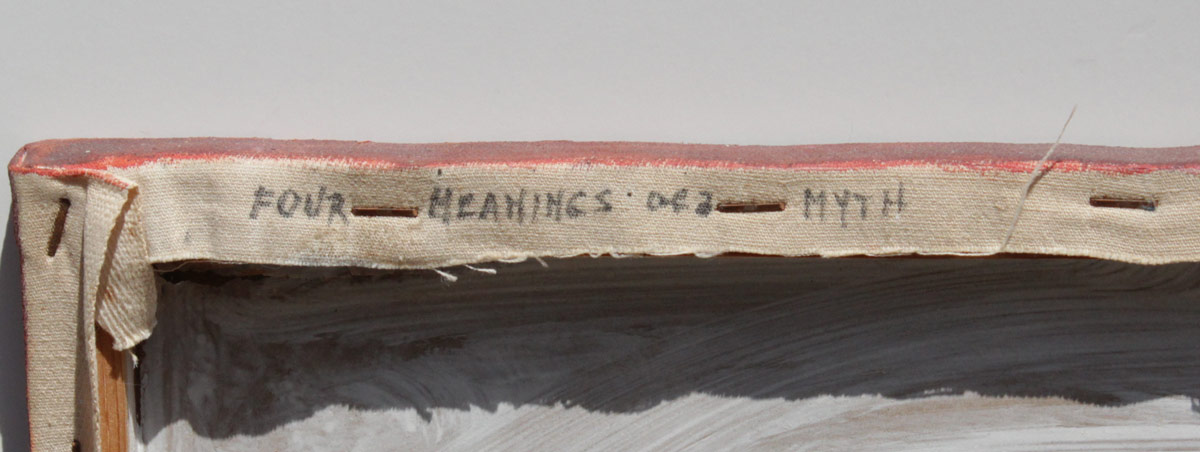 FOUR MEANINGS OF a MYTH